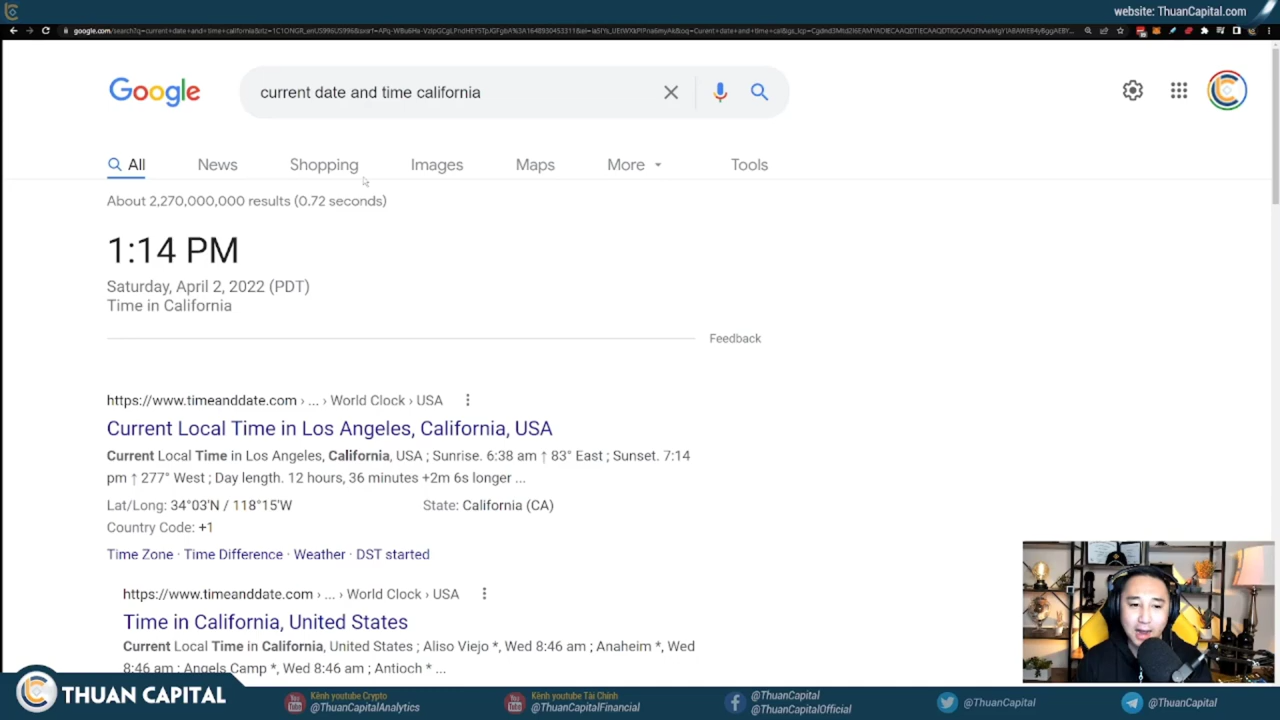 website: ThuanCapital.com
Google
current date and time california
All
News
Shopping
Images
Maps
More
Tools
About 2,270,000,000 results (0.72 seconds)
1:14 PM
Saturday, April 2, 2022 (PDT)
Time in California
Feedback
https://www.timeanddate.com › ... › World Clock › USA
Current Local Time in Los Angeles, California, USA
Current Local Time in Los Angeles, California, USA ; Sunrise. 6:38 am ↑ 83° East ; Sunset. 7:14
pm ↑ 277° West ; Day length. 12 hours, 36 minutes +2m 6s longer ...
Lat/Long: 34°03'N / 118°15'W
State: California (CA)
Country Code: +1
Time Zone · Time Difference · Weather · DST started
https://www.timeanddate.com › ... › World Clock › USA
Time in California, United States
Current Local Time in California, United States ; Aliso Viejo *, Wed 8:46 am ; Anaheim *, Wed
8:46 am ; Angels Camp *, Wed 8:46 am ; Antioch * ...
THUAN CAPITAL
Kênh youtube Crypto
@ThuanCapitalAnalytics
Kênh youtube Tài Chính
@ThuanCapitalFinancial
@ThuanCapital
@ThuanCapitalOfficial
@ThuanCapital
@ThuanCapital